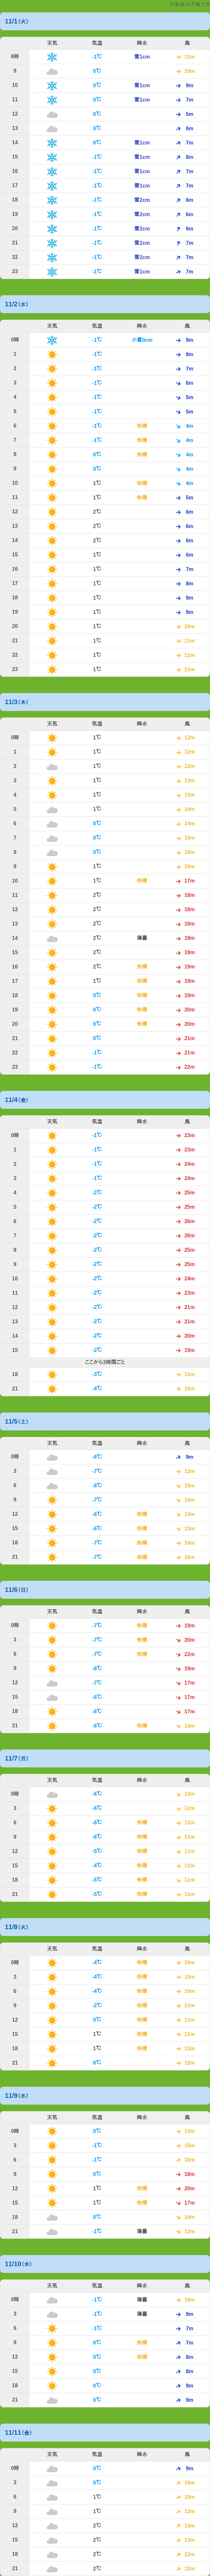 11/1(火)
天気 気温 降水 風
8時 -1℃ 雪1cm 11m
9 0℃ 10m
10 0℃ 雪1cm 9m
11 0℃ 雪1cm 7m
12 0℃ 5m
13 0℃ 6m
14 0℃ 雪1cm 7m
15 -1℃ 雪1cm 8m
16 -1℃ 雪1cm 7m
17 -1℃ 雪1cm 7m
18 -1℃ 雪2cm 6m
19 -1℃ 雪2cm 6m
20 -1℃ 雪2cm 6m
21 -1℃ 雪2cm 7m
22 -1℃ 雪2cm 7m
23 -1℃ 雪1cm 7m
11/2(水)
天気 気温 降水 風
0時 -1℃ 小雪0cm 9m
1 -1℃ 8m
2 -1℃ 7m
3 -1℃ 6m
4 -1℃ 5m
5 -1℃ 5m
6 -1℃ 快晴 4m
7 -1℃ 快晴 4m
8 0℃ 快晴 4m
9 0℃ 4m
10 1℃ 快晴 4m
11 1℃ 快晴 5m
12 2℃ 6m
13 2℃ 6m
14 2℃ 6m
15 1℃ 6m
16 1℃ 7m
17 1℃ 8m
18 1℃ 9m
19 1℃ 9m
20 1℃ 10m
21 1℃ 11m
22 1℃ 11m
23 1℃ 11m
11/3(木)
天気 気温 降水 風
0時 1℃ 12m
1 1℃ 12m
2 1℃ 12m
3 1℃ 13m
4 1℃ 13m
5 1℃ 14m
6 0℃ 14m
7 0℃ 15m
8 0℃ 15m
9 1℃ 16m
10 1℃ 快晴 17m
11 2℃ 18m
12 2℃ 18m
13 2℃ 18m
14 2℃ 薄曇 19m
15 2℃ 19m
16 2℃ 快晴 19m
17 1℃ 快晴 19m
18 0℃ 快晴 19m
19 0℃ 快晴 20m
20 0℃ 快晴 20m
21 0℃ 21m
22 -1℃ 21m
23 -1℃ 22m
11/4(金)
天気 気温 降水 風
0時 -1℃ 23m
1 -1℃ 23m
2 -1℃ 24m
3 -1℃ 24m
4 -2℃ 25m
5 -2℃ 25m
6 -2℃ 26m
7 -2℃ 26m
8 -2℃ 25m
9 -2℃ 25m
10 -2℃ 24m
11 -2℃ 23m
12 -2℃ 21m
13 -2℃ 21m
14 -2℃ 20m
15 -2℃ 19m
ここから3時間ごと
18 -3℃ 11m
21 -4℃ 10m
11/5(土)
天気 気温 降水 風
0時 -6℃ 9m
3 -7℃ 12m
6 -8℃ 15m
9 -7℃ 14m
12 -6℃ 快晴 13m
15 -6℃ 快晴 13m
18 -7℃ 快晴 14m
21 -7℃ 快晴 16m
11/6(日)
天気 気温 降水 風
0時 -7℃ 快晴 19m
3 -7℃ 快晴 20m
6 -7℃ 快晴 22m
9 -6℃ 19m
12 -7℃ 17m
15 -6℃ 17m
18 -6℃ 17m
21 -6℃ 快晴 14m
11/7(月)
天気 気温 降水 風
0時 -6℃ 12m
3 -6℃ 12m
6 -6℃ 快晴 12m
9 -6℃ 快晴 11m
12 -5℃ 快晴 11m
15 -4℃ 快晴 11m
18 -5℃ 快晴 11m
21 -5℃ 快晴 11m
11/8(火)
天気 気温 降水 風
0時 -4℃ 快晴 10m
3 -4℃ 快晴 10m
6 -4℃ 快晴 10m
9 -2℃ 快晴 11m
12 0℃ 快晴 11m
15 1℃ 快晴 11m
18 1℃ 快晴 11m
21 0℃ 12m
11/9(水)
天気 気温 降水 風
0時 0℃ 13m
3 -1℃ 15m
6 -1℃ 16m
9 0℃ 18m
12 1℃ 快晴 20m
15 1℃ 快晴 17m
18 0℃ 14m
21 -1℃ 薄曇 12m
11/10(木)
天気 気温 降水 風
0時 -1℃ 薄曇 10m
3 -1℃ 薄曇 9m
6 -1℃ 7m
9 0℃ 快晴 7m
12 0℃ 快晴 8m
15 0℃ 8m
18 0℃ 9m
21 0℃ 9m
11/11(金)
天気 気温 降水 風
0時 0℃ 9m
3 0℃ 10m
6 1℃ 10m
9 1℃ 12m
12 2℃ 13m
15 2℃ 13m
18 2℃ 12m
21 2℃ 12m